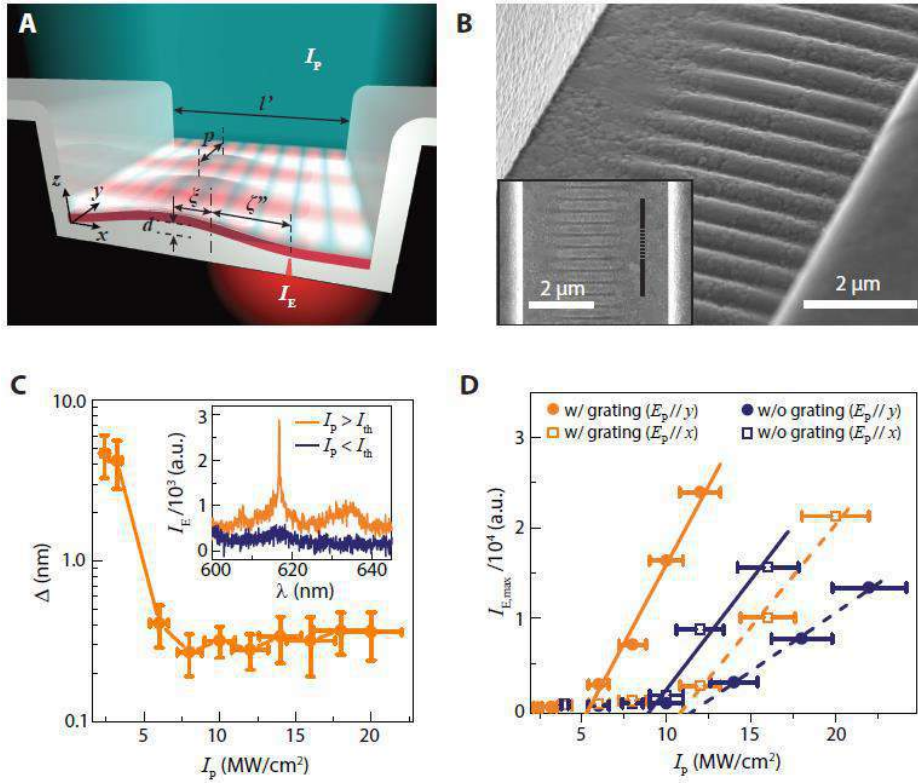 A
I_P
l'
p
z
y
x
d
ξ
ζ''
I_E
B
2 μm
2 μm
C
Δ (nm)
10.0
1.0
0.1
5
10
15
20
I_p (MW/cm²)
I_E/10³ (a.u.)
3
2
1
0
I_p > I_th
I_p < I_th
600
620
640
λ (nm)
D
w/ grating (E_p // y)
w/o grating (E_p // y)
w/ grating (E_p // x)
w/o grating (E_p // x)
I_E,max /10⁴ (a.u.)
3
2
1
0
5
10
15
20
I_p (MW/cm²)